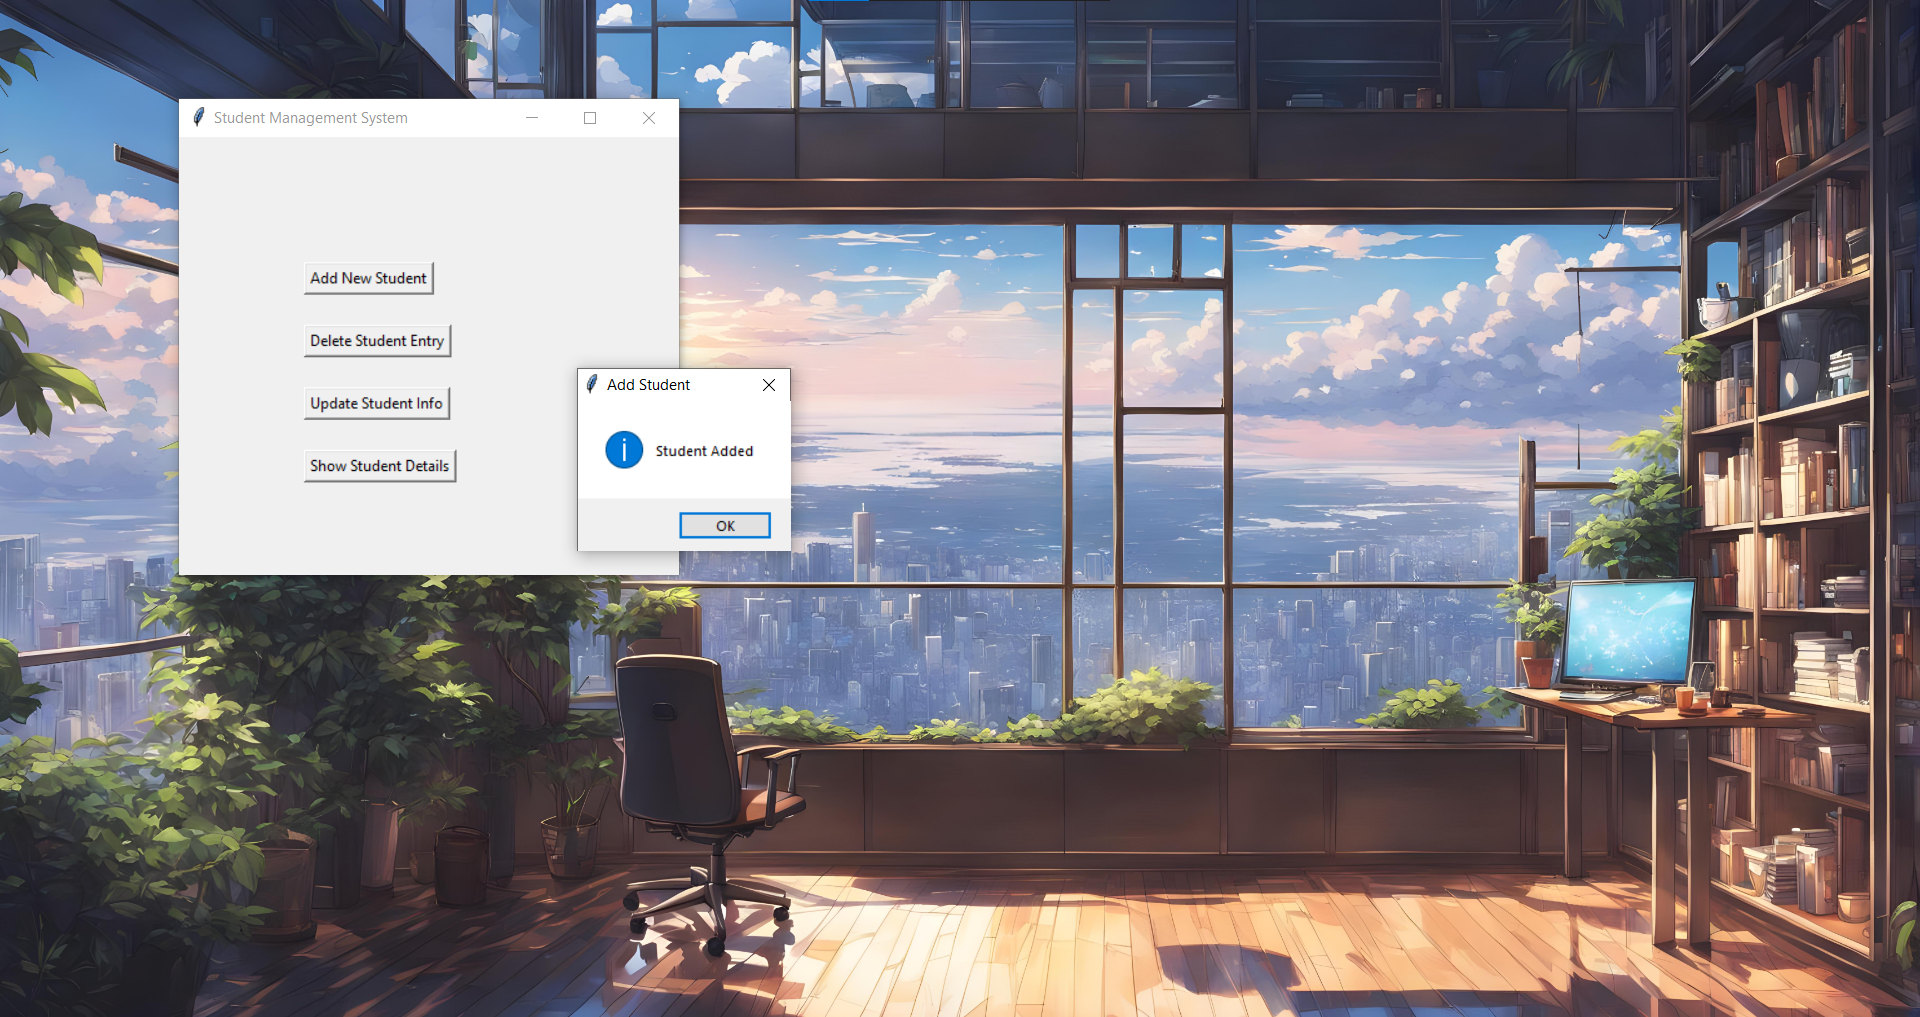 Student Management System
Add New Student
Delete Student Entry
Update Student Info
Show Student Details
Add Student
Student Added
OK